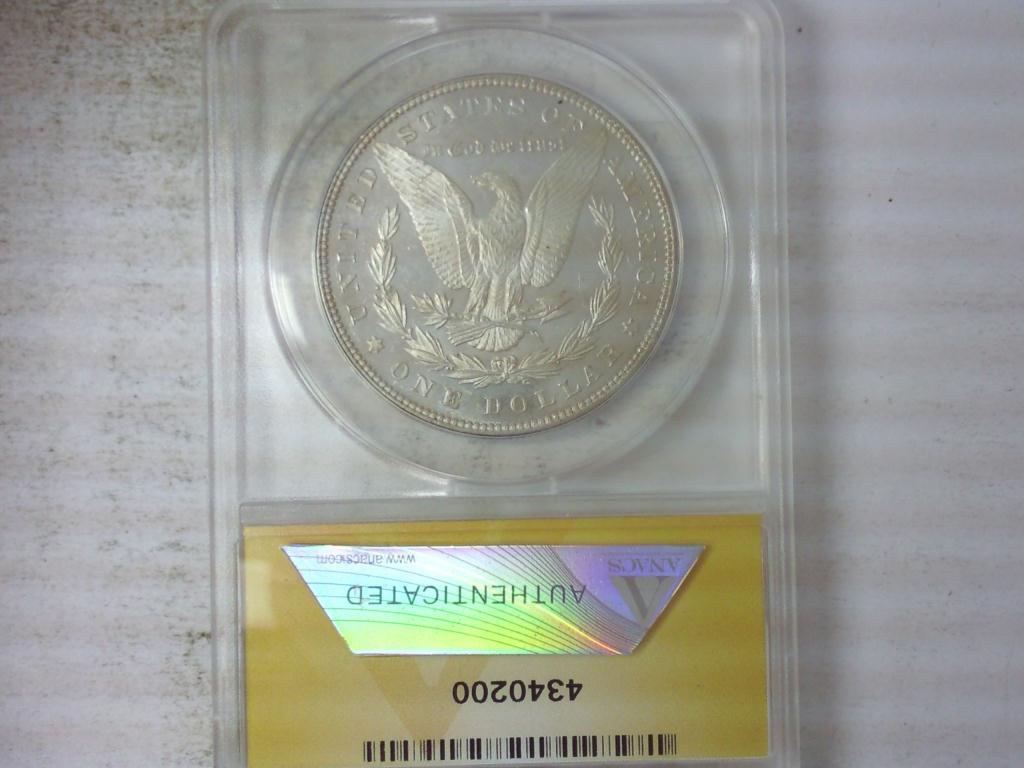 UNITED STATES OF AMERICA
In God we trust
ONE DOLLAR
ANACS
www.anacs.com
AUTHENTICATED
4340200